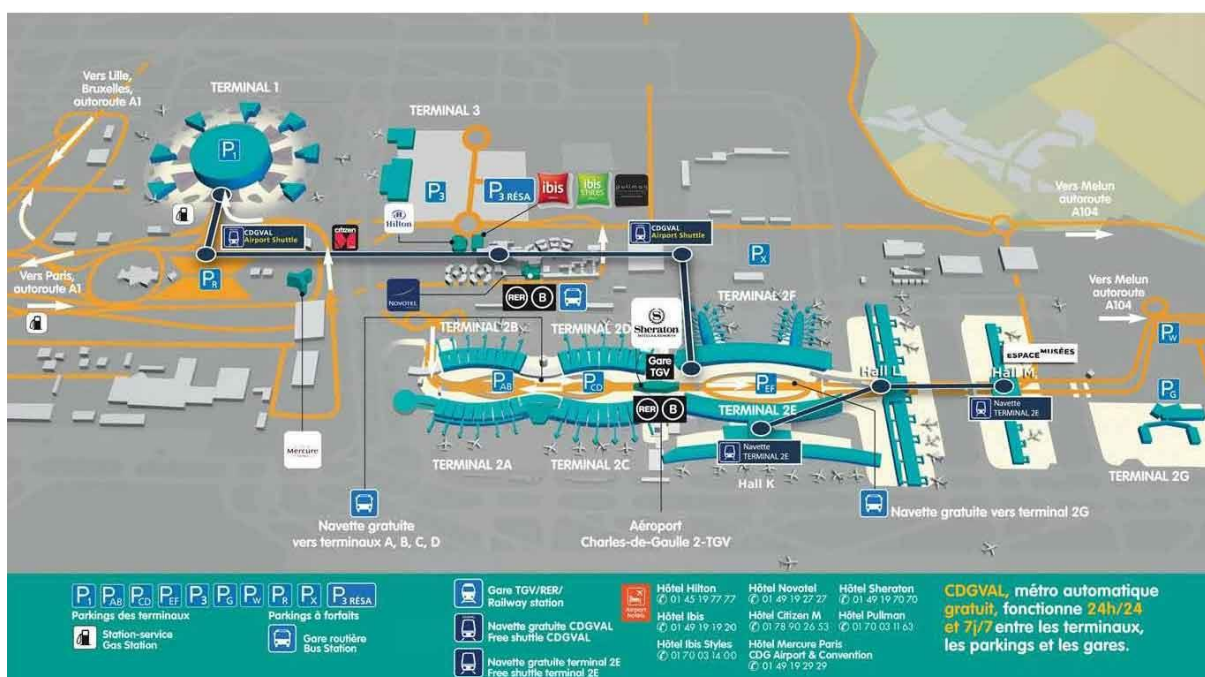 Vers Lille,
Bruxelles,
autoroute A1
TERMINAL 1
P1
TERMINAL 3
P3
P3 RÉSA
ibis
ibis
STYLES
pullman
Hilton
citizen
M
CDGVAL
Airport Shuttle
CDGVAL
Airport Shuttle
Vers Melun
autoroute
A104
Vers Paris,
autoroute A1
PR
PX
NOVOTEL
RER B
Vers Melun
autoroute
A104
TERMINAL 2B
TERMINAL 2D
Sheraton
TERMINAL 2F
Gare
TGV
PAB
PCD
PEF
Hall L
Hall M
ESPACE MUSÉES
PW
PG
RER B
TERMINAL 2E
Navette
TERMINAL 2E
Navette
TERMINAL 2E
Mercure
TERMINAL 2A
TERMINAL 2C
Hall K
TERMINAL 2G
Navette gratuite
vers terminaux A, B, C, D
Aéroport
Charles-de-Gaulle 2-TGV
Navette gratuite vers terminal 2G
P1 PAB PCD PEF P3 PG PW PR PX P3 RÉSA
Parkings des terminaux
Parkings à forfaits
Station-service
Gas Station
Gare routière
Bus Station
Gare TGV/RER/
Railway station
Navette gratuite CDGVAL
Free shuttle CDGVAL
Navette gratuite terminal 2E
Free shuttle terminal 2E
Hôtel Hilton
01 45 19 77 77
Hôtel Ibis
01 49 19 19 20
Hôtel Ibis Styles
01 70 03 14 00
Hôtel Novotel
01 49 19 27 27
Hôtel Citizen M
01 78 90 26 53
Hôtel Mercure Paris
CDG Airport & Convention
01 49 19 29 29
Hôtel Sheraton
01 49 19 70 70
Hôtel Pullman
01 70 03 11 63
CDGVAL, métro automatique
gratuit, fonctionne 24h/24
et 7j/7 entre les terminaux,
les parkings et les gares.